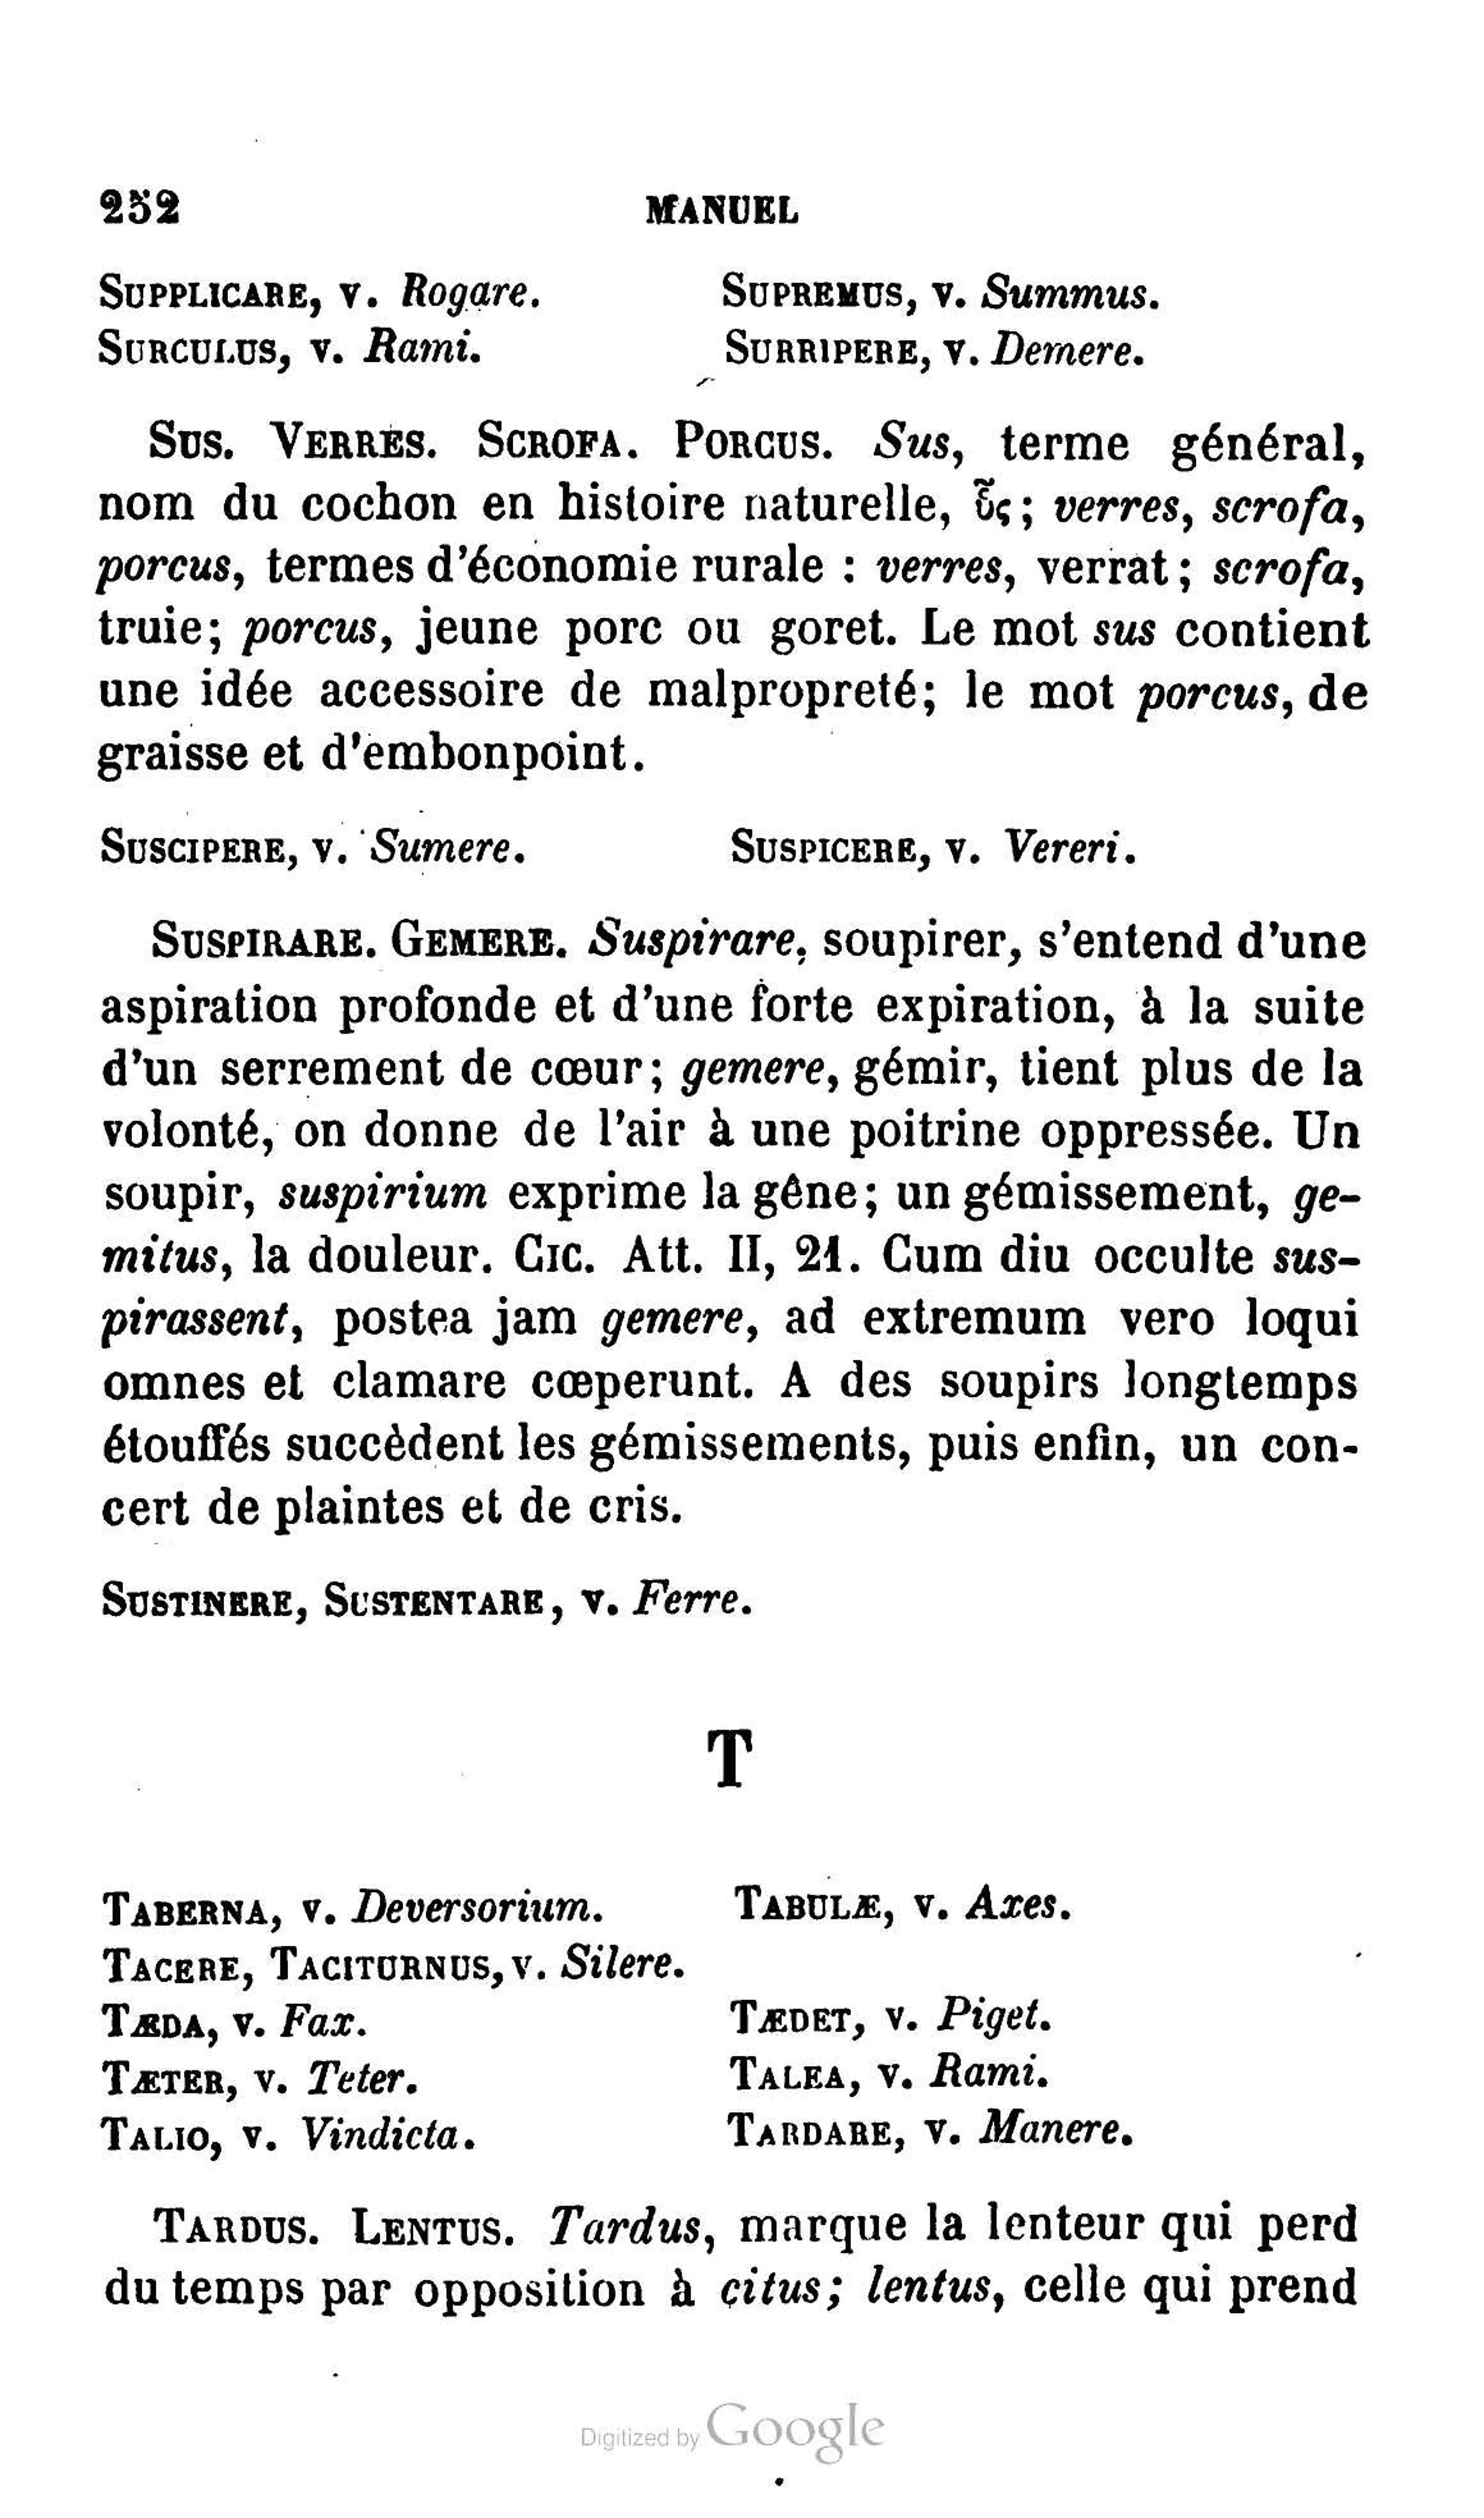 252 MANUEL
SUPPLICARE, v. Rogare. SUPREMUS, v. Summus.
SURCULUS, v. Rami. SURRIPERE, v. Demere.
SUS. VERRES. SCROFA. PORCUS. Sus, terme général,
nom du cochon en histoire naturelle, ὗς; verres, scrofa,
porcus, termes d'économie rurale : verres, verrat; scrofa,
truie; porcus, jeune porc ou goret. Le mot sus contient
une idée accessoire de malpropreté; le mot porcus, de
graisse et d'embonpoint.
SUSCIPERE, v. Sumere. SUSPICERE, v. Vereri.
SUSPIRARE. GEMERE. Suspirare, soupirer, s'entend d'une
aspiration profonde et d'une forte expiration, à la suite
d'un serrement de cœur; gemere, gémir, tient plus de la
volonté, on donne de l'air à une poitrine oppressée. Un
soupir, suspirium exprime la gêne; un gémissement, ge-
mitus, la douleur. CIC. Att. II, 21. Cum diu occulte sus-
pirassent, postea jam gemere, ad extremum vero loqui
omnes et clamare cœperunt. A des soupirs longtemps
étouffés succèdent les gémissements, puis enfin, un con-
cert de plaintes et de cris.
SUSTINERE, SUSTENTARE, v. Ferre.
T
TABERNA, v. Deversorium. TABULÆ, v. Axes.
TACERE, TACITURNUS, v. Silere.
TÆDA, v. Fax. TÆDET, v. Piget.
TÆTER, v. Teter. TALEA, v. Rami.
TALIO, v. Vindicta. TARDARE, v. Manere.
TARDUS. LENTUS. Tardus, marque la lenteur qui perd
du temps par opposition à citus; lentus, celle qui prend
Digitized by Google